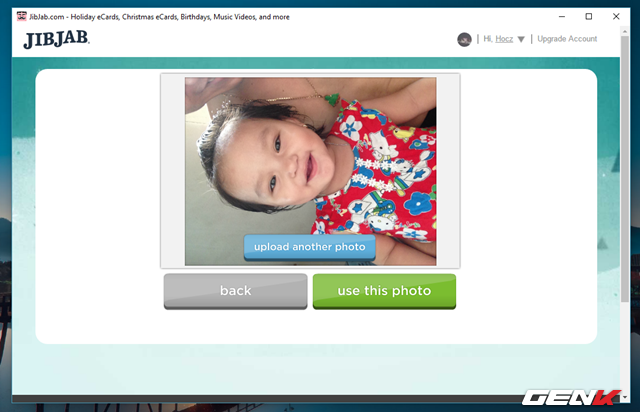 JibJab.com - Holiday eCards, Christmas eCards, Birthdays, Music Videos, and more
JIBJAB.
Hi, Hocz ▼ | Upgrade Account
upload another photo
back
use this photo
GENK